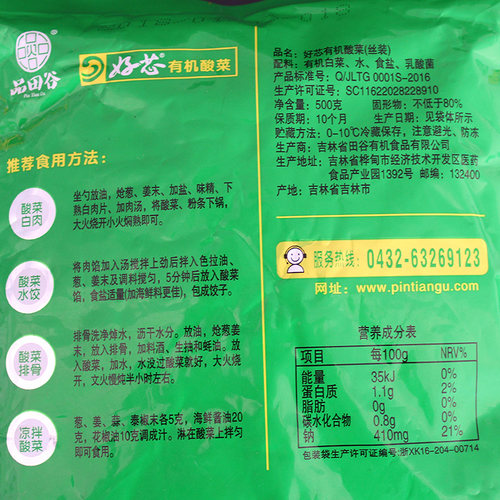 品田谷
Pin Tian Gu
好芯 有机酸菜
推荐食用方法:
酸菜
白肉
坐勺放油,炝葱、姜末、加盐、味精、下
熟白肉片、加肉汤,将酸菜、粉条下锅,
大火烧开小火焖熟即可。
酸菜
水饺
将肉馅加入汤搅拌上劲后拌入色拉油、
葱、姜末及调料搅匀,5分钟后放入酸菜
馅,食盐适量(加海鲜料更佳),包成饺子。
酸菜
排骨
排骨洗净焯水,沥干水分。放油,炝葱姜
末,放入排骨,加料酒、生抽和蚝油。放
入酸菜,加水,水没过酸菜就好,大火烧
开,文火慢炖半小时左右。
凉拌
酸菜
葱、姜、蒜、泰椒末各5克,海鲜酱油20
克,花椒油10克调成汁。淋在酸菜上拌匀
即可食用。
品名:好芯有机酸菜(丝装)
配料:有机白菜、水、食盐、乳酸菌
产品标准号:Q/JLTG 0001S-2016
生产许可证号:SC11622028228910
净含量:500克 固形物:不低于80%
保质期:10个月 生产日期:见袋体所示
贮藏方法:0-10℃冷藏保存,注意避光、防冻
生产商:吉林省田谷有机食品有限公司
生产地址:吉林省桦甸市经济技术开发区医药
食品产业园1392号 邮编:132400
产地:吉林省吉林市
服务热线:0432-63269123
网址:www.pintiangu.com
营养成分表
项目 每100g NRV%
能量 35kJ 0%
蛋白质 1.1g 2%
脂肪 0g 0%
碳水化合物 0.8g 0%
钠 410mg 21%
包装袋生产许可证编号:浙XK16-204-00714